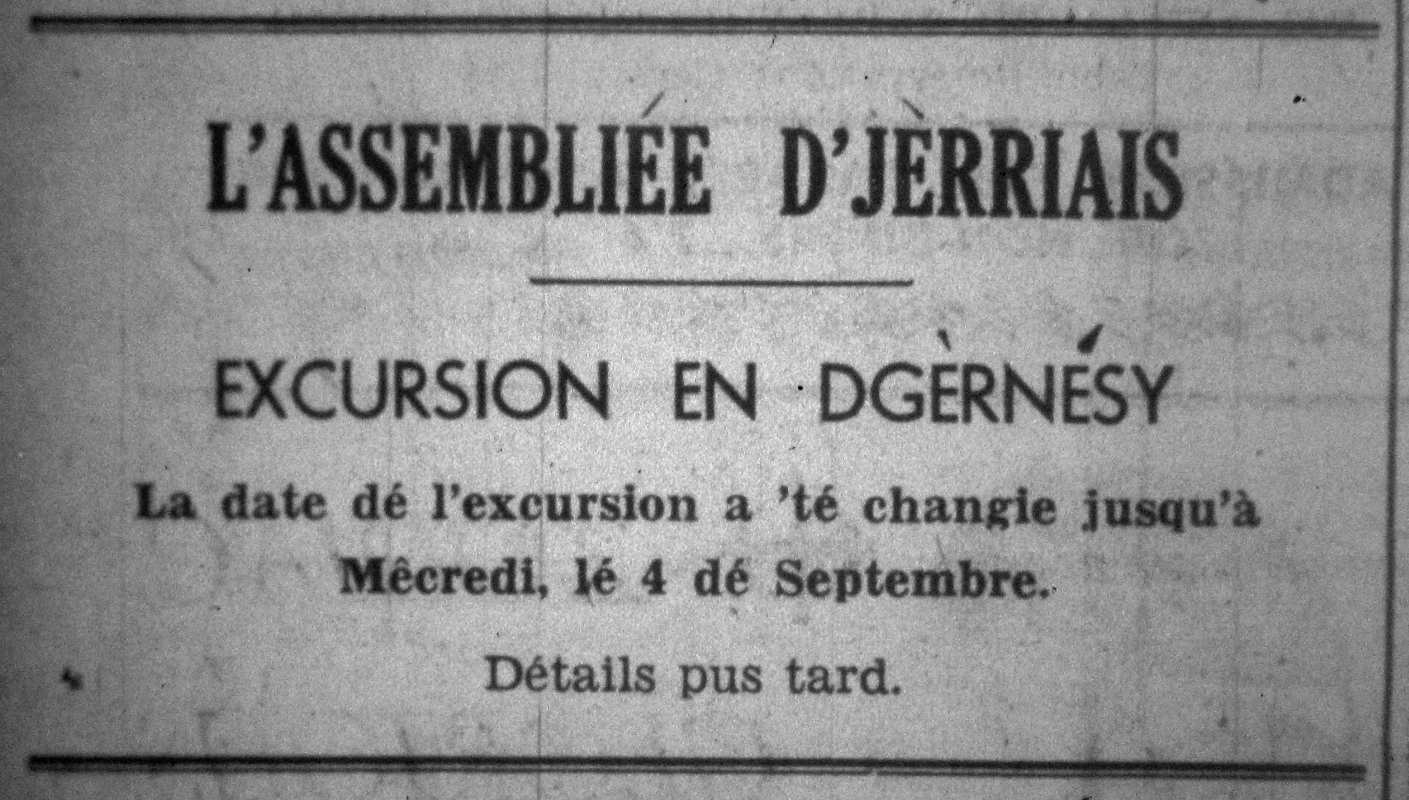 L'ASSEMBLIÉE D'JÈRRIAIS
EXCURSION EN DGÈRNÉSY
La date dé l'excursion a 'té changie jusqu'à
Mêcredi, lé 4 dé Septembre.
Détails pus tard.